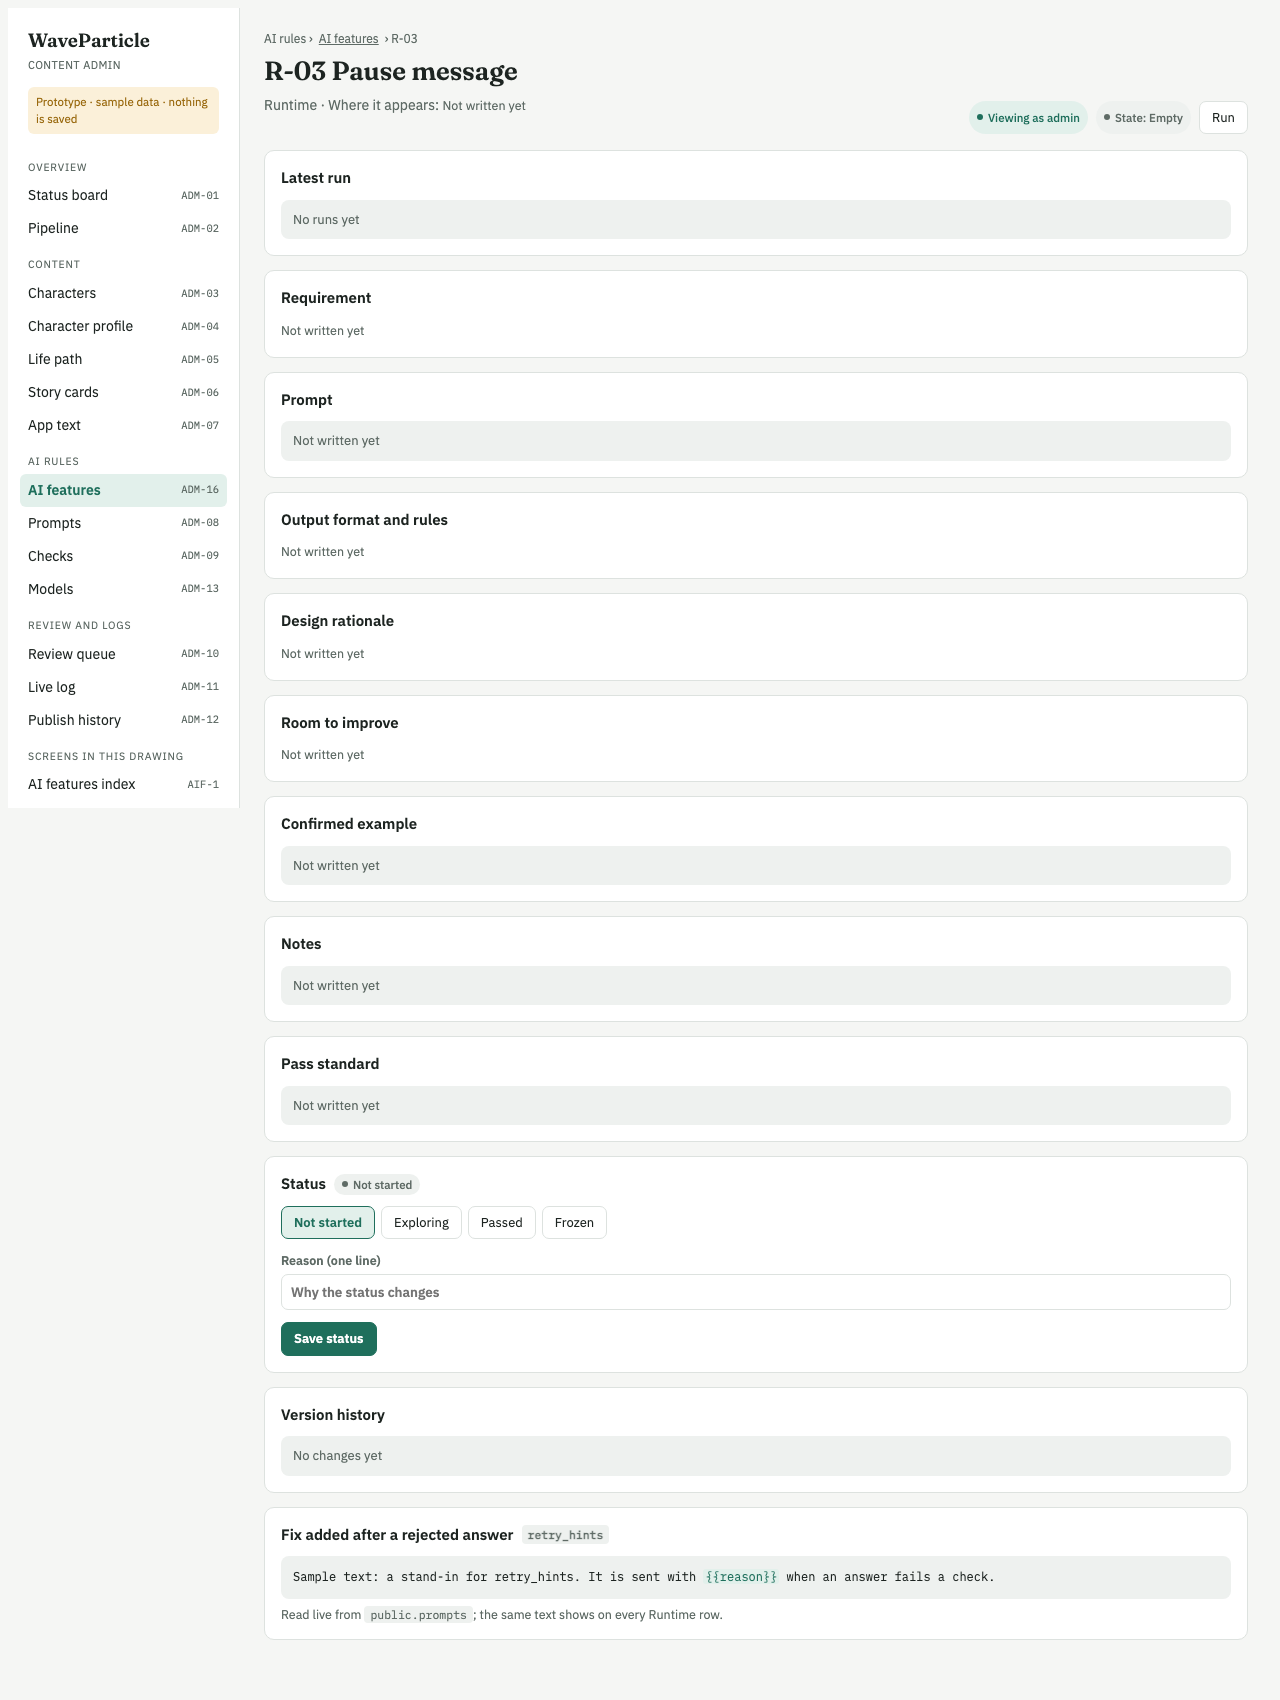 WaveParticle
CONTENT ADMIN
Prototype · sample data · nothing
is saved
OVERVIEW
Status board ADM-01
Pipeline ADM-02
CONTENT
Characters ADM-03
Character profile ADM-04
Life path ADM-05
Story cards ADM-06
App text ADM-07
AI RULES
AI features ADM-16
Prompts ADM-08
Checks ADM-09
Models ADM-13
REVIEW AND LOGS
Review queue ADM-10
Live log ADM-11
Publish history ADM-12
SCREENS IN THIS DRAWING
AI features index AIF-1
AI rules › AI features › R-03
R-03 Pause message
Runtime · Where it appears: Not written yet
Viewing as admin State: Empty Run
Latest run
No runs yet
Requirement
Not written yet
Prompt
Not written yet
Output format and rules
Not written yet
Design rationale
Not written yet
Room to improve
Not written yet
Confirmed example
Not written yet
Notes
Not written yet
Pass standard
Not written yet
Status Not started
Not started Exploring Passed Frozen
Reason (one line)
Why the status changes
Save status
Version history
No changes yet
Fix added after a rejected answer retry_hints
Sample text: a stand-in for retry_hints. It is sent with {{reason}} when an answer fails a check.
Read live from public.prompts; the same text shows on every Runtime row.